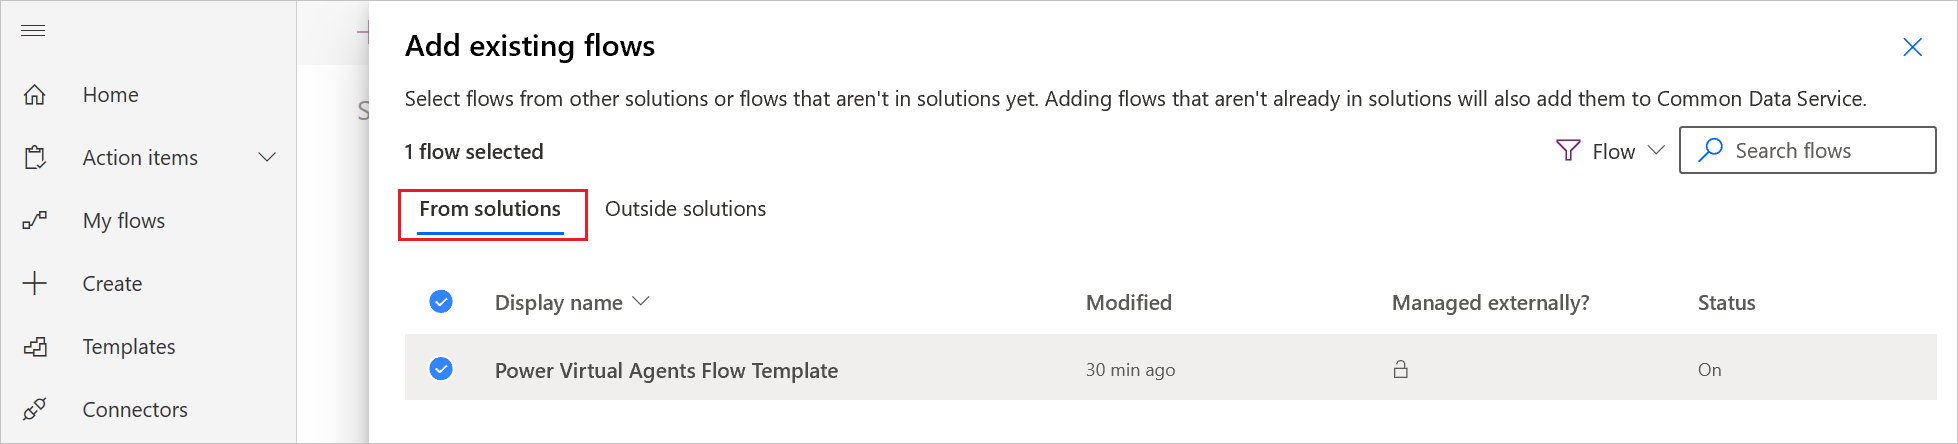 Home
Action items
My flows
Create
Templates
Connectors
S
Add existing flows
Select flows from other solutions or flows that aren't in solutions yet. Adding flows that aren't already in solutions will also add them to Common Data Service.
1 flow selected
Flow
Search flows
From solutions Outside solutions
Display name Modified Managed externally? Status
Power Virtual Agents Flow Template 30 min ago On